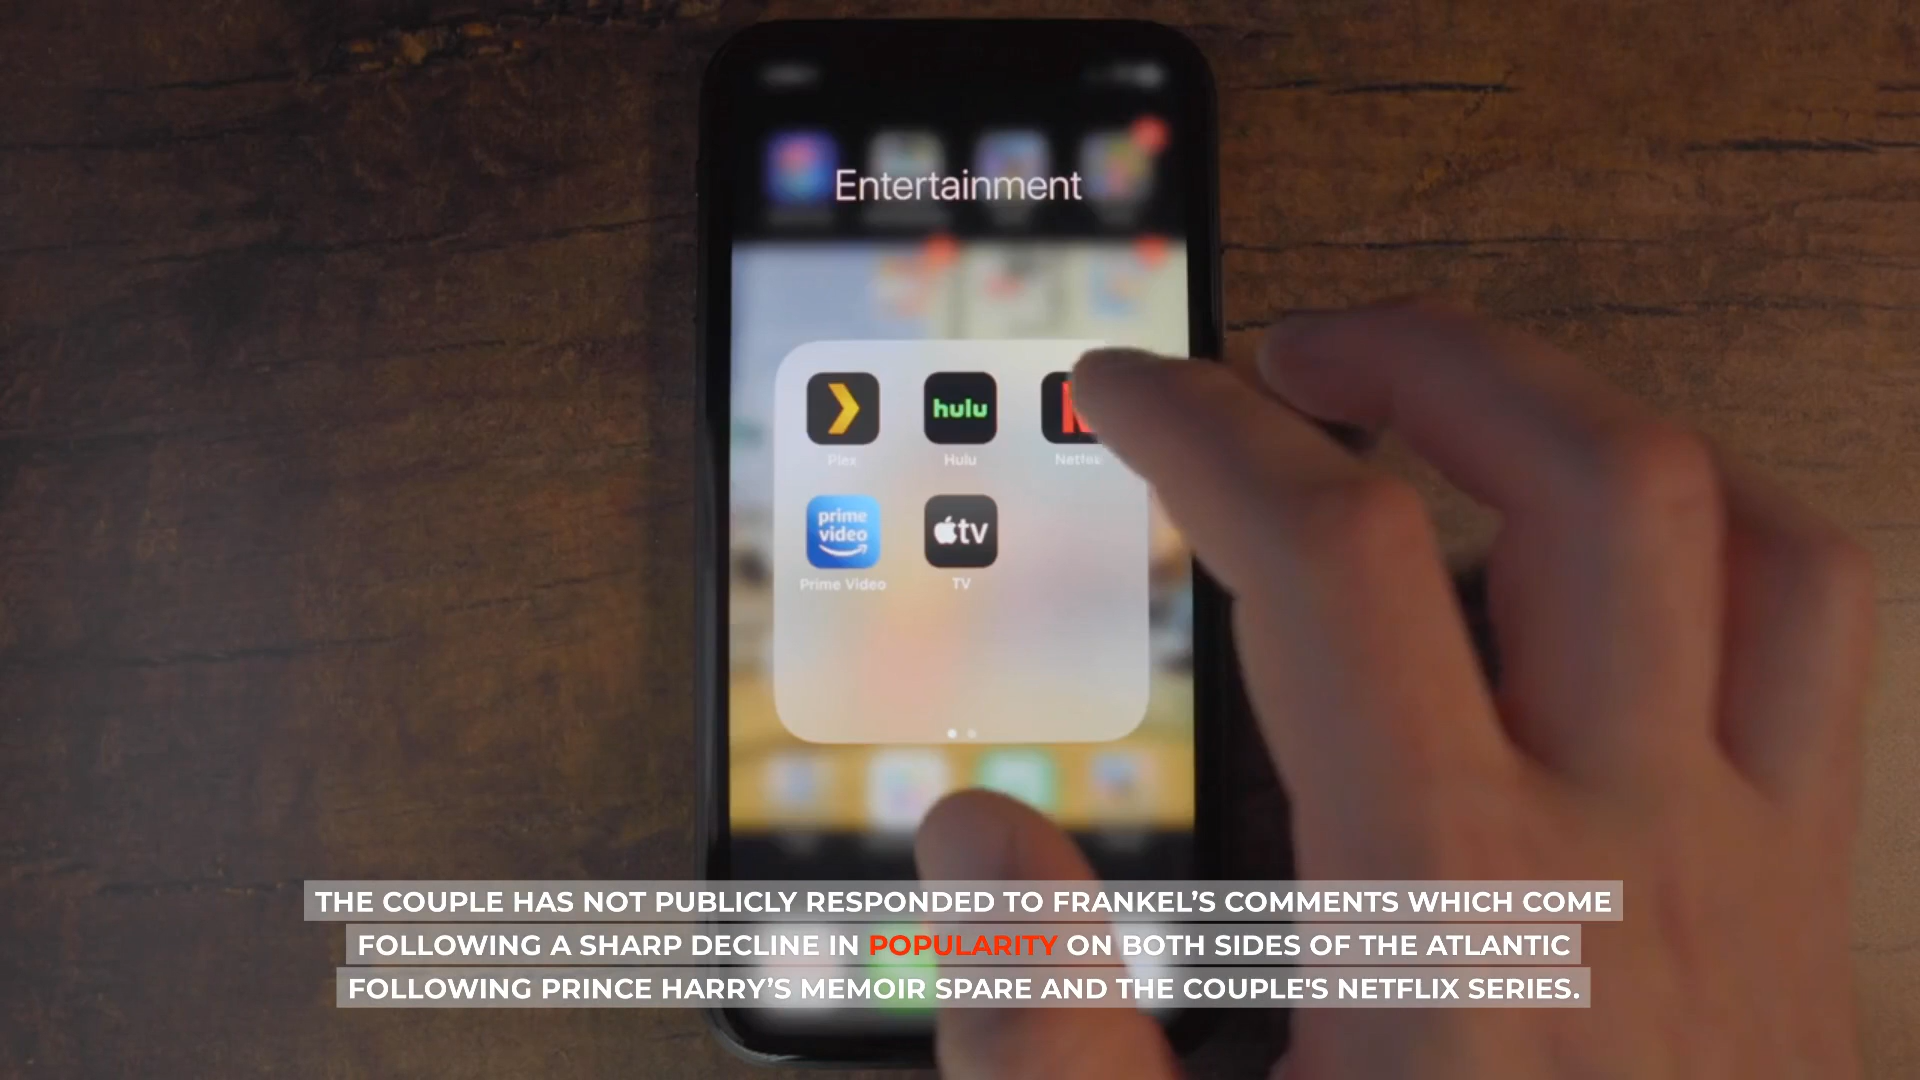 Entertainment
hulu
Plex
Hulu
prime
video
tv
Prime Video
TV
THE COUPLE HAS NOT PUBLICLY RESPONDED TO FRANKEL’S COMMENTS WHICH COME
FOLLOWING A SHARP DECLINE IN POPULARITY ON BOTH SIDES OF THE ATLANTIC
FOLLOWING PRINCE HARRY’S MEMOIR SPARE AND THE COUPLE'S NETFLIX SERIES.